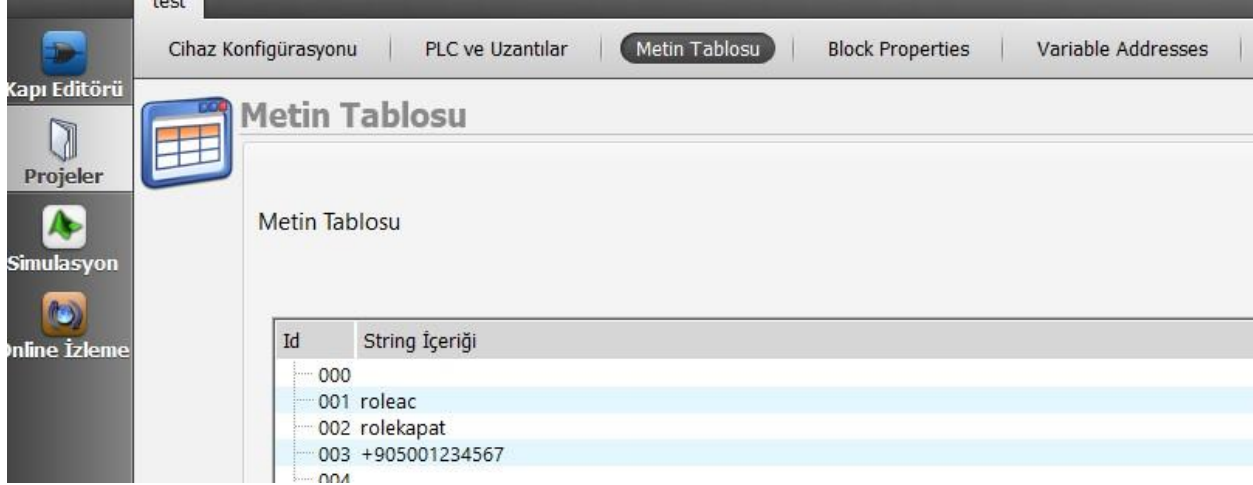 test
Cihaz Konfigürasyonu PLC ve Uzantılar Metin Tablosu Block Properties Variable Addresses
Kapı Editörü
Projeler
Simulasyon
Online İzleme
Metin Tablosu
Metin Tablosu
Id String İçeriği
000
001 roleac
002 rolekapat
003 +905001234567
004